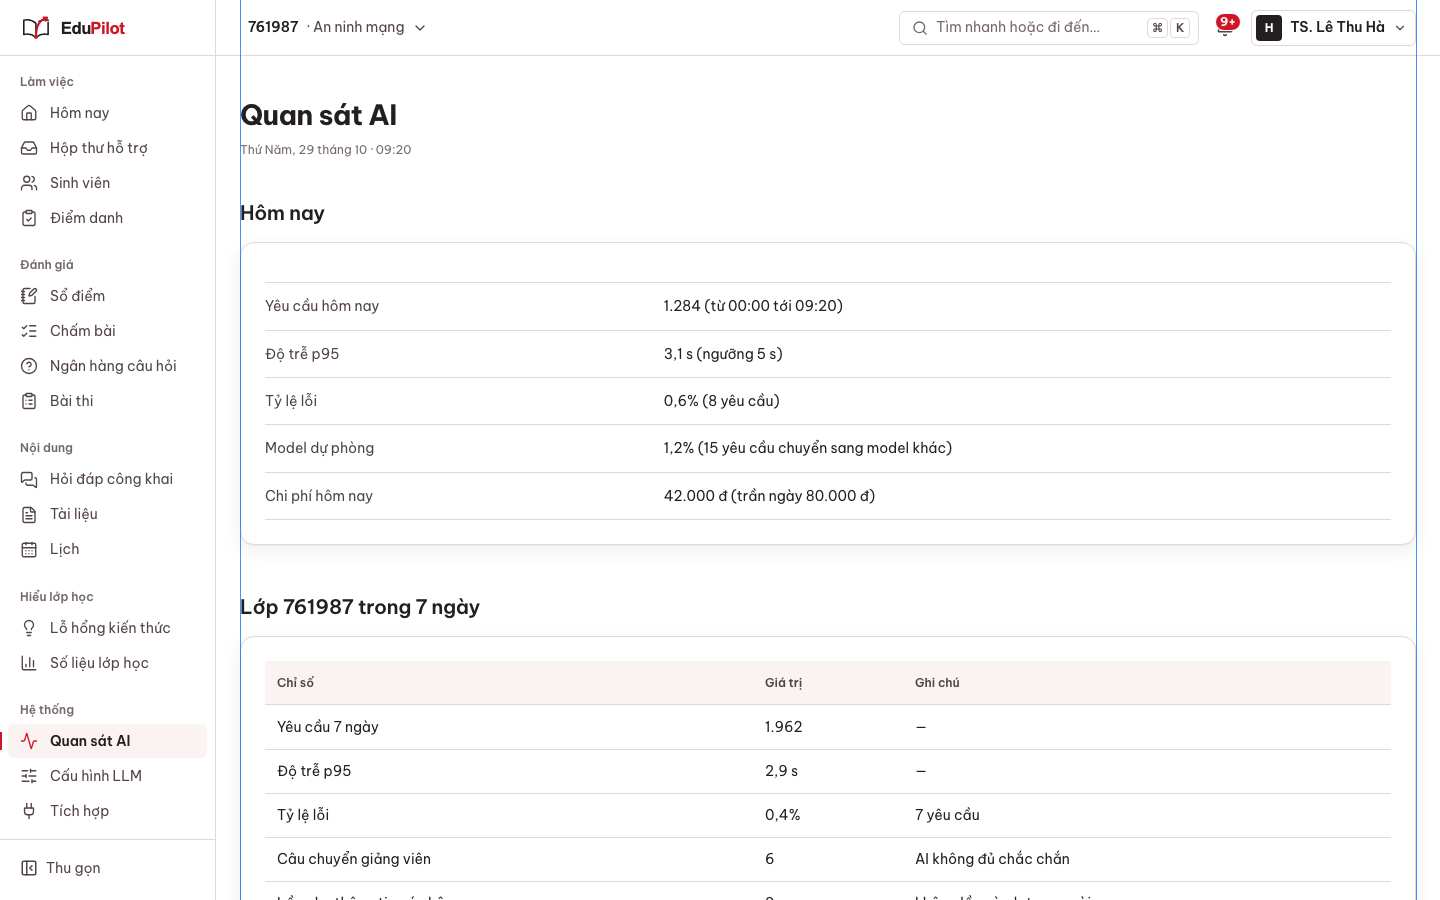 EduPilot
761987 · An ninh mạng
Tìm nhanh hoặc đi đến...
⌘ K
9+
H TS. Lê Thu Hà
Làm việc
Hôm nay
Hộp thư hỗ trợ
Sinh viên
Điểm danh
Đánh giá
Sổ điểm
Chấm bài
Ngân hàng câu hỏi
Bài thi
Nội dung
Hỏi đáp công khai
Tài liệu
Lịch
Hiểu lớp học
Lỗ hổng kiến thức
Số liệu lớp học
Hệ thống
Quan sát AI
Cấu hình LLM
Tích hợp
Thu gọn
Quan sát AI
Thứ Năm, 29 tháng 10 · 09:20
Hôm nay
Yêu cầu hôm nay 1.284 (từ 00:00 tới 09:20)
Độ trễ p95 3,1 s (ngưỡng 5 s)
Tỷ lệ lỗi 0,6% (8 yêu cầu)
Model dự phòng 1,2% (15 yêu cầu chuyển sang model khác)
Chi phí hôm nay 42.000 đ (trần ngày 80.000 đ)
Lớp 761987 trong 7 ngày
Chỉ số Giá trị Ghi chú
Yêu cầu 7 ngày 1.962 —
Độ trễ p95 2,9 s —
Tỷ lệ lỗi 0,4% 7 yêu cầu
Câu chuyển giảng viên 6 AI không đủ chắc chắn